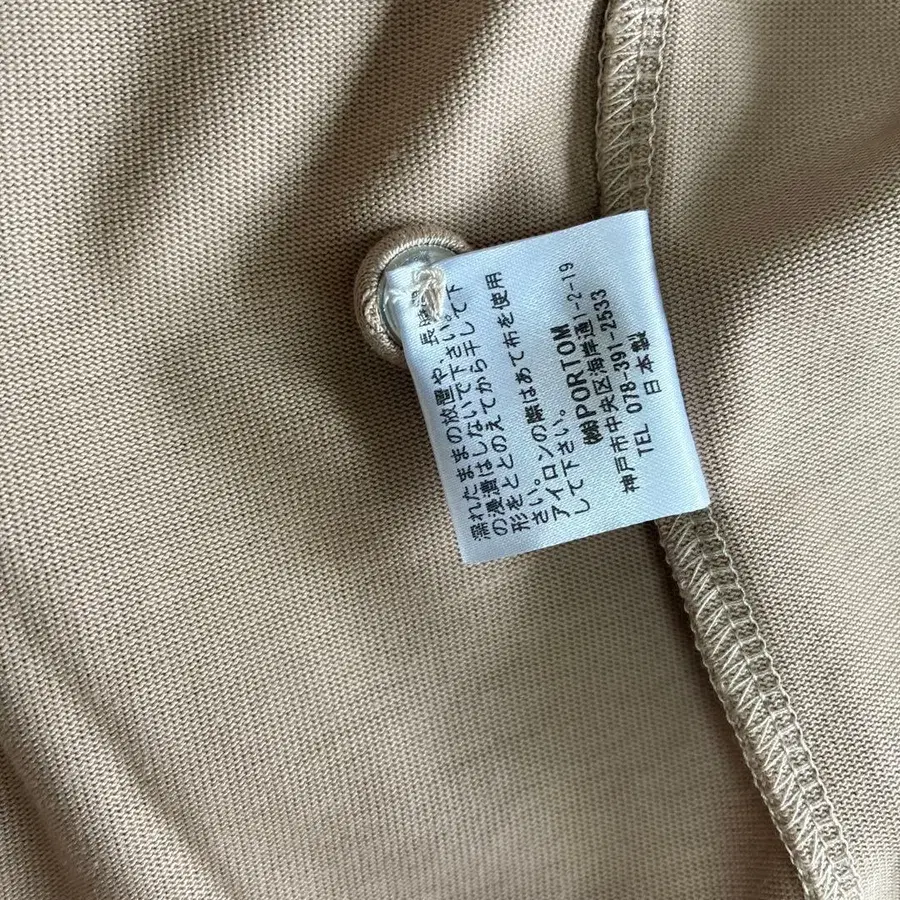 濡れたままの放置や、長時間
の浸漬はしないで下さい。
形をととのえてから干して下
さい。アイロンの際はあて布を使用
して下さい。
㈱PORTOM
神戸市中央区海岸通1-2-19
TEL 078-391-2533
日本製